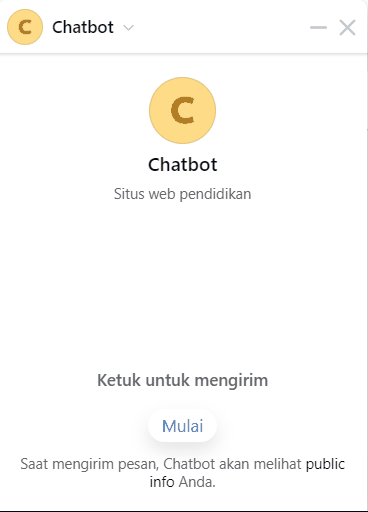 C
Chatbot
C
Chatbot
Situs web pendidikan
Ketuk untuk mengirim
Mulai
Saat mengirim pesan, Chatbot akan melihat public
info Anda.